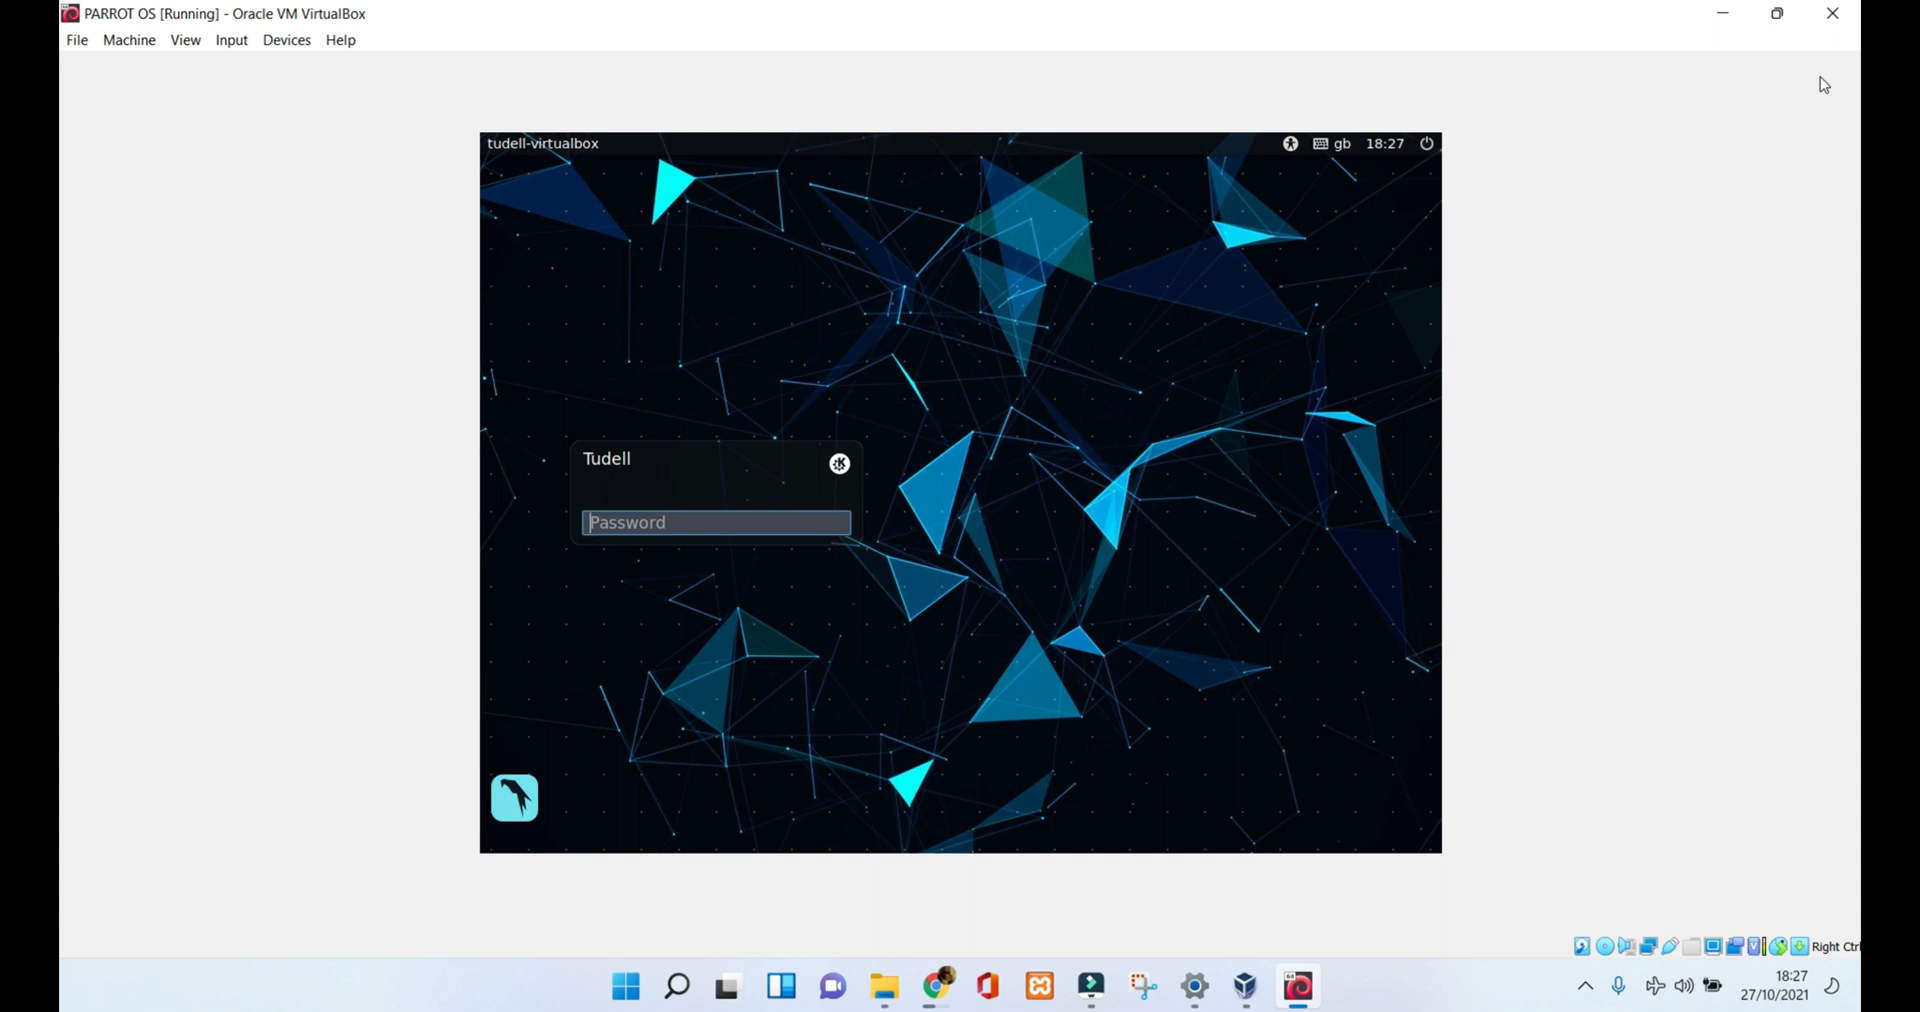 PARROT OS [Running] - Oracle VM VirtualBox
File Machine View Input Devices Help
tudell-virtualbox gb 18:27
Tudell
Password
Right Ctrl
18:27
27/10/2021